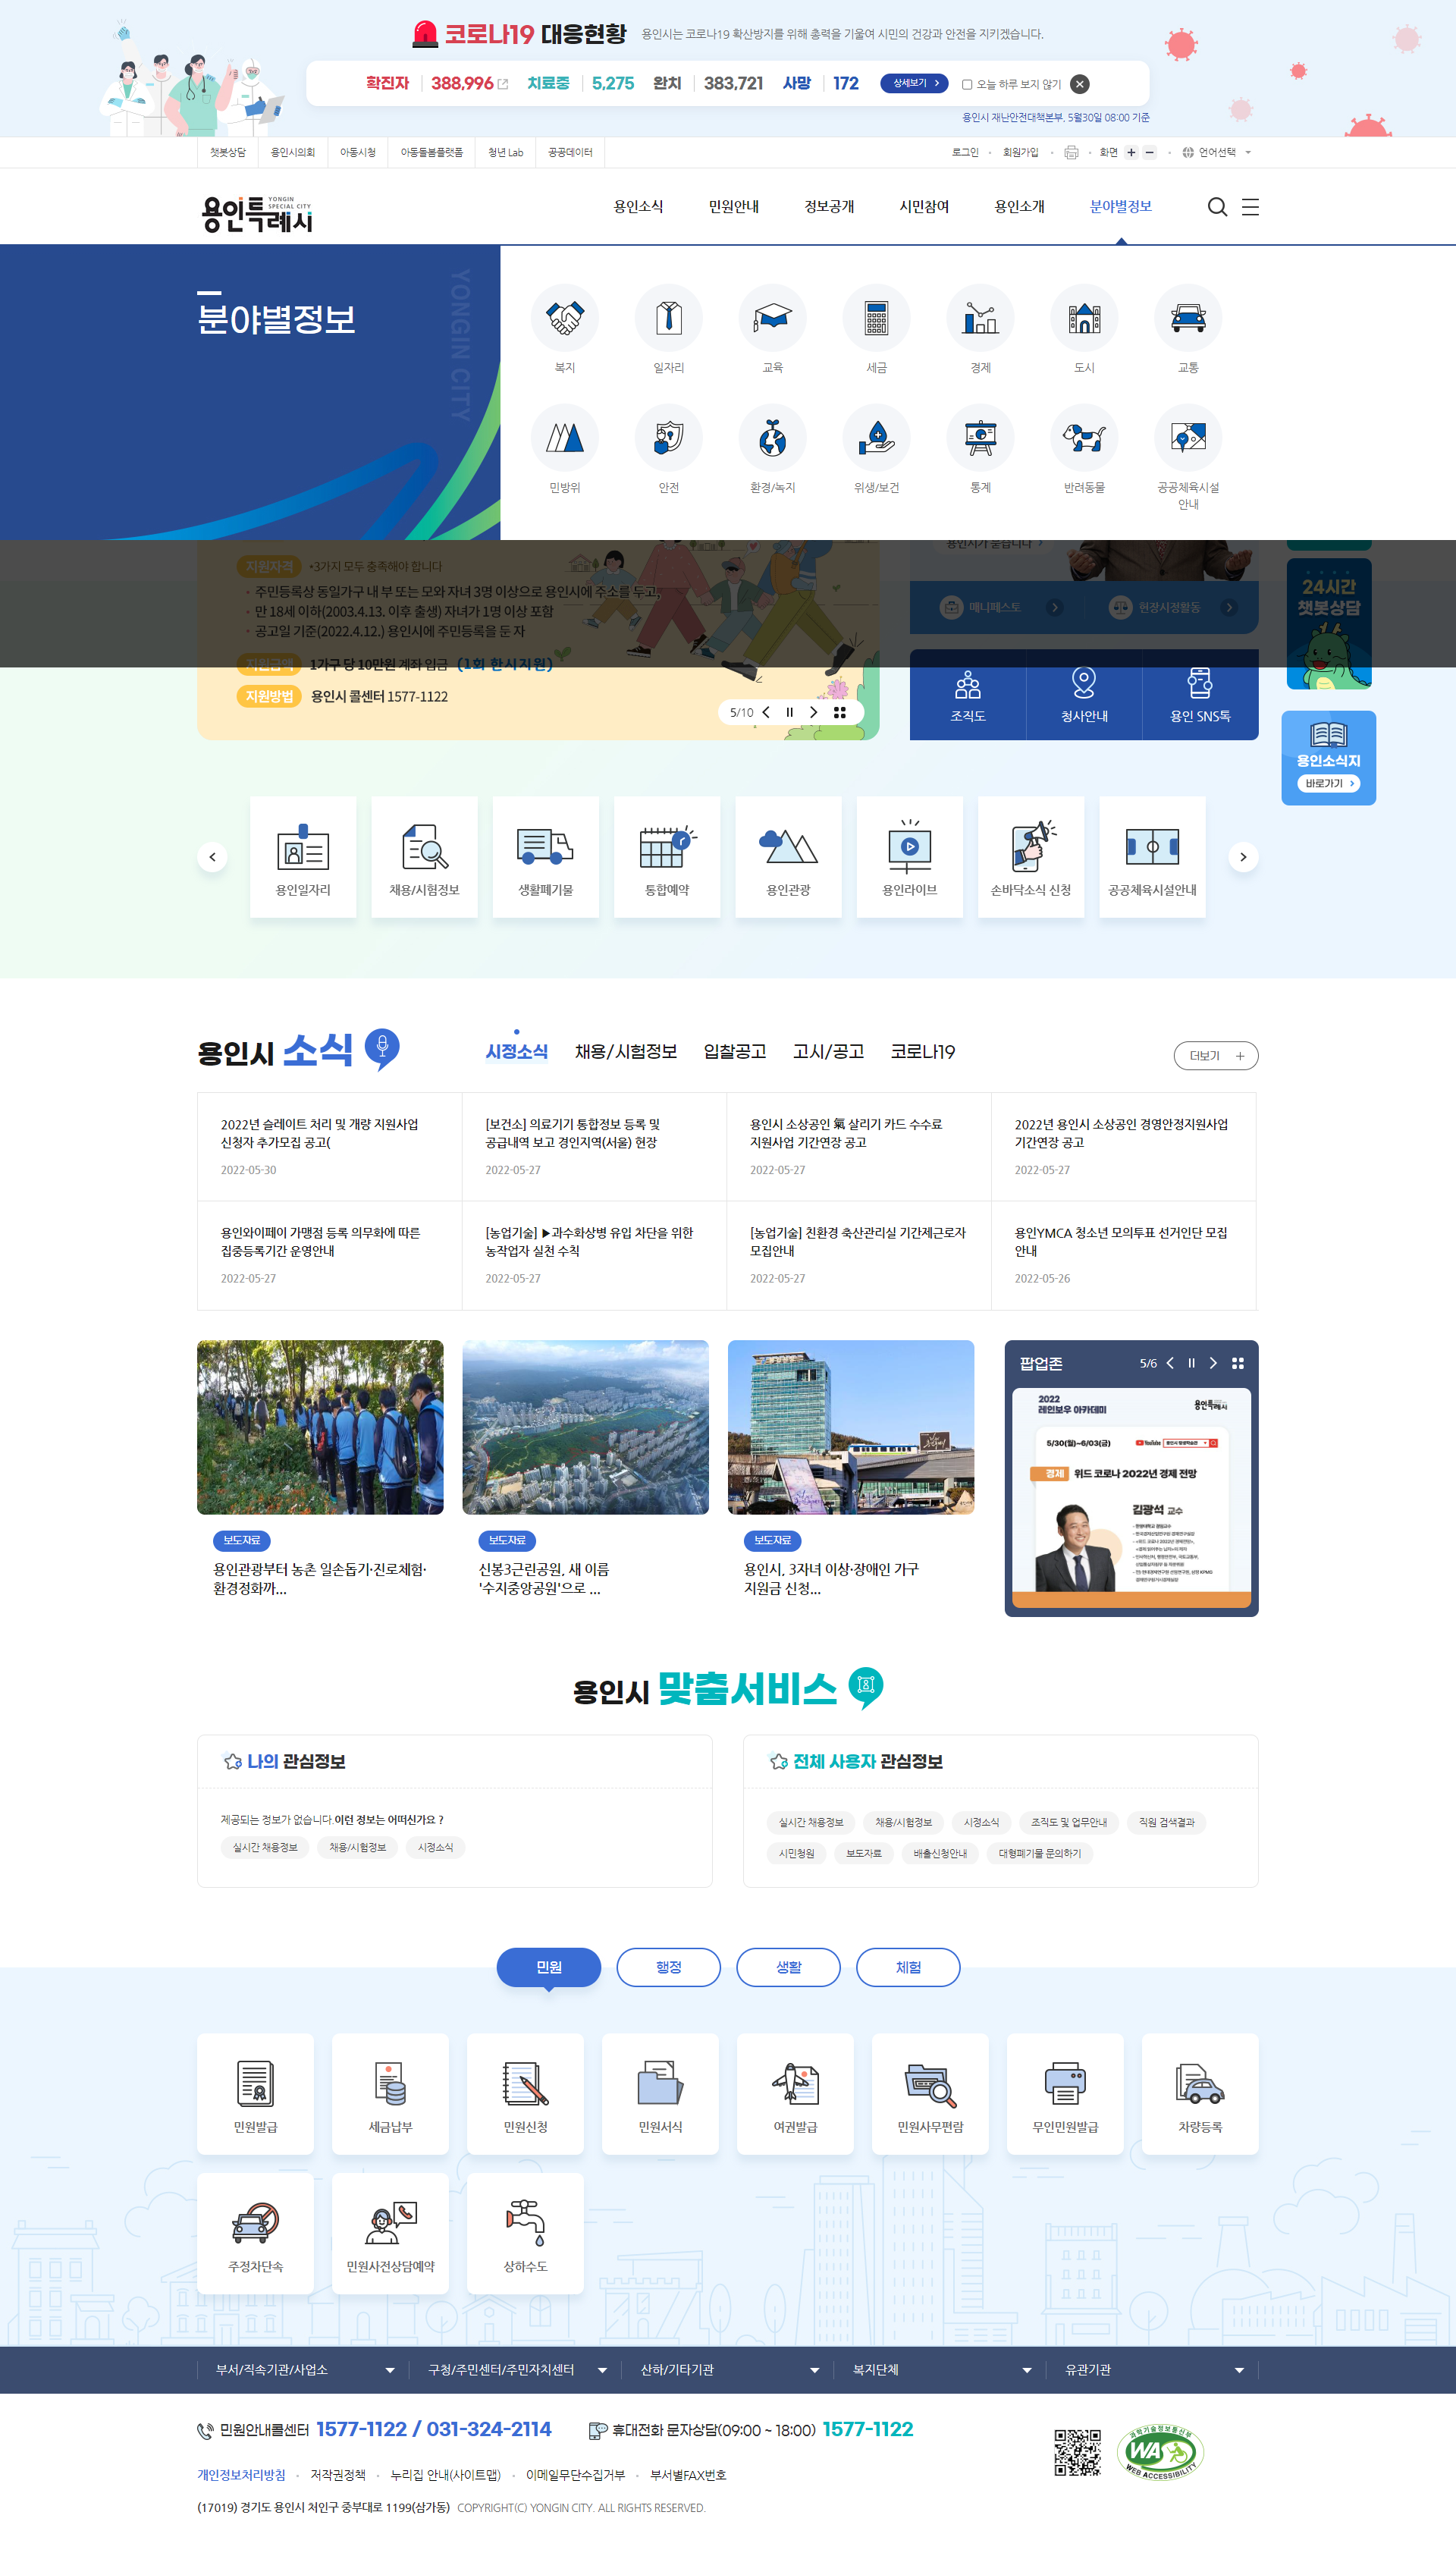 코로나19 대응현황
용인시는 코로나19 확산방지를 위해 총력을 기울여 시민의 건강과 안전을 지키겠습니다.
확진자 388,996 치료중 5,275 완치 383,721 사망 172 상세보기 오늘 하루 보지 않기
용인시 재난안전대책본부, 5월30일 08:00 기준
챗봇상담 용인시의회 아동시청 아동돌봄플랫폼 청년 Lab 공공데이터
로그인 회원가입 화면 언어선택
용인특례시 YONGIN SPECIAL CITY
용인소식 민원안내 정보공개 시민참여 용인소개 분야별정보
분야별정보
YONGIN CITY
복지 일자리 교육 세금 경제 도시 교통
민방위 안전 환경/녹지 위생/보건 통계 반려동물 공공체육시설
안내
지원자격 *3가지 모두 충족해야 합니다
· 주민등록상 동일가구 내 부 또는 모와 자녀 3명 이상으로 용인시에 주소를 두고,
· 만 18세 이하(2003.4.13. 이후 출생) 자녀가 1명 이상 포함
· 공고일 기준(2022.4.12.) 용인시에 주민등록을 둔 자
지원금액 1가구 당 10만원 계좌 입금 (1회 한시지원)
지원방법 용인시 콜센터 1577-1122
5/10
용인시가 묻습니다
매니페스토 현장시정활동
조직도 청사안내 용인 SNS톡
24시간
챗봇상담
용인소식지
바로가기
용인일자리 채용/시험정보 생활폐기물 통합예약 용인관광 용인라이브 손바닥소식 신청 공공체육시설안내
용인시 소식
시정소식 채용/시험정보 입찰공고 고시/공고 코로나19
더보기
2022년 슬레이트 처리 및 개량 지원사업
신청자 추가모집 공고(
2022-05-30
[보건소] 의료기기 통합정보 등록 및
공급내역 보고 경인지역(서울) 현장
2022-05-27
용인시 소상공인 氣 살리기 카드 수수료
지원사업 기간연장 공고
2022-05-27
2022년 용인시 소상공인 경영안정지원사업
기간연장 공고
2022-05-27
용인와이페이 가맹점 등록 의무화에 따른
집중등록기간 운영안내
2022-05-27
[농업기술] ▶과수화상병 유입 차단을 위한
농작업자 실천 수칙
2022-05-27
[농업기술] 친환경 축산관리실 기간제근로자
모집안내
2022-05-27
용인YMCA 청소년 모의투표 선거인단 모집
안내
2022-05-26
보도자료
용인관광부터 농촌 일손돕기·진로체험·
환경정화까...
보도자료
신봉3근린공원, 새 이름
'수지중앙공원'으로 ...
보도자료
용인시, 3자녀 이상·장애인 가구
지원금 신청...
팝업존 5/6
2022
레인보우 아카데미
용인특례시
5/30(월)~6/03(금)
YouTube
경제 위드 코로나 2022년 경제 전망
김광석 교수
용인시 맞춤서비스
나의 관심정보
제공되는 정보가 없습니다.이런 정보는 어떠신가요 ?
실시간 채용정보 채용/시험정보 시정소식
전체 사용자 관심정보
실시간 채용정보 채용/시험정보 시정소식 조직도 및 업무안내 직원 검색결과
시민청원 보도자료 배출신청안내 대형폐기물 문의하기
민원 행정 생활 체험
민원발급 세금납부 민원신청 민원서식 여권발급 민원사무편람 무인민원발급 차량등록
주정차단속 민원사전상담예약 상하수도
부서/직속기관/사업소 구청/주민센터/주민자치센터 산하/기타기관 복지단체 유관기관
민원안내콜센터 1577-1122 / 031-324-2114 휴대전화 문자상담(09:00 ~ 18:00) 1577-1122
개인정보처리방침 저작권정책 누리집 안내(사이트맵) 이메일무단수집거부 부서별FAX번호
(17019) 경기도 용인시 처인구 중부대로 1199(삼가동) COPYRIGHT(C) YONGIN CITY. ALL RIGHTS RESERVED.
과학기술정보통신부
WA
WEB ACCESSIBILITY